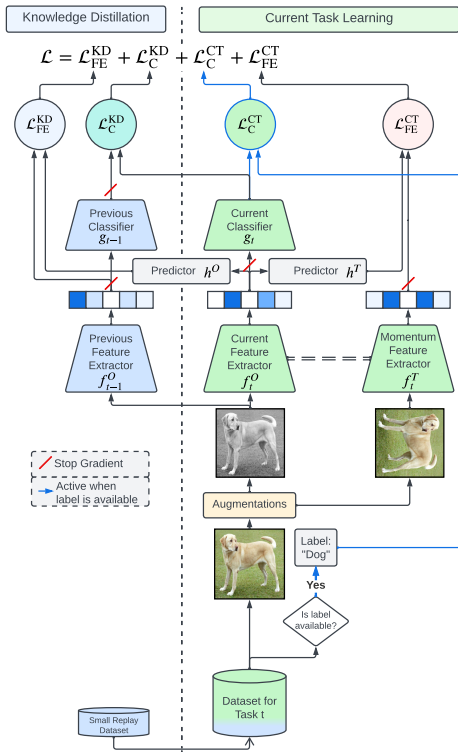 Knowledge Distillation
Current Task Learning
ℒ = ℒ_FE^KD + ℒ_C^KD + ℒ_C^CT + ℒ_FE^CT
ℒ_FE^KD
ℒ_C^KD
ℒ_C^CT
ℒ_FE^CT
Previous
Classifier
g_{t−1}
Current
Classifier
g_t
Predictor h^O
Predictor h^T
Previous
Feature
Extractor
f_{t−1}^O
Current
Feature
Extractor
f_t^O
Momentum
Feature
Extractor
f_t^T
Stop Gradient
Active when
label is available
Augmentations
Label:
"Dog"
Yes
Is label
available?
Dataset for
Task t
Small Replay
Dataset